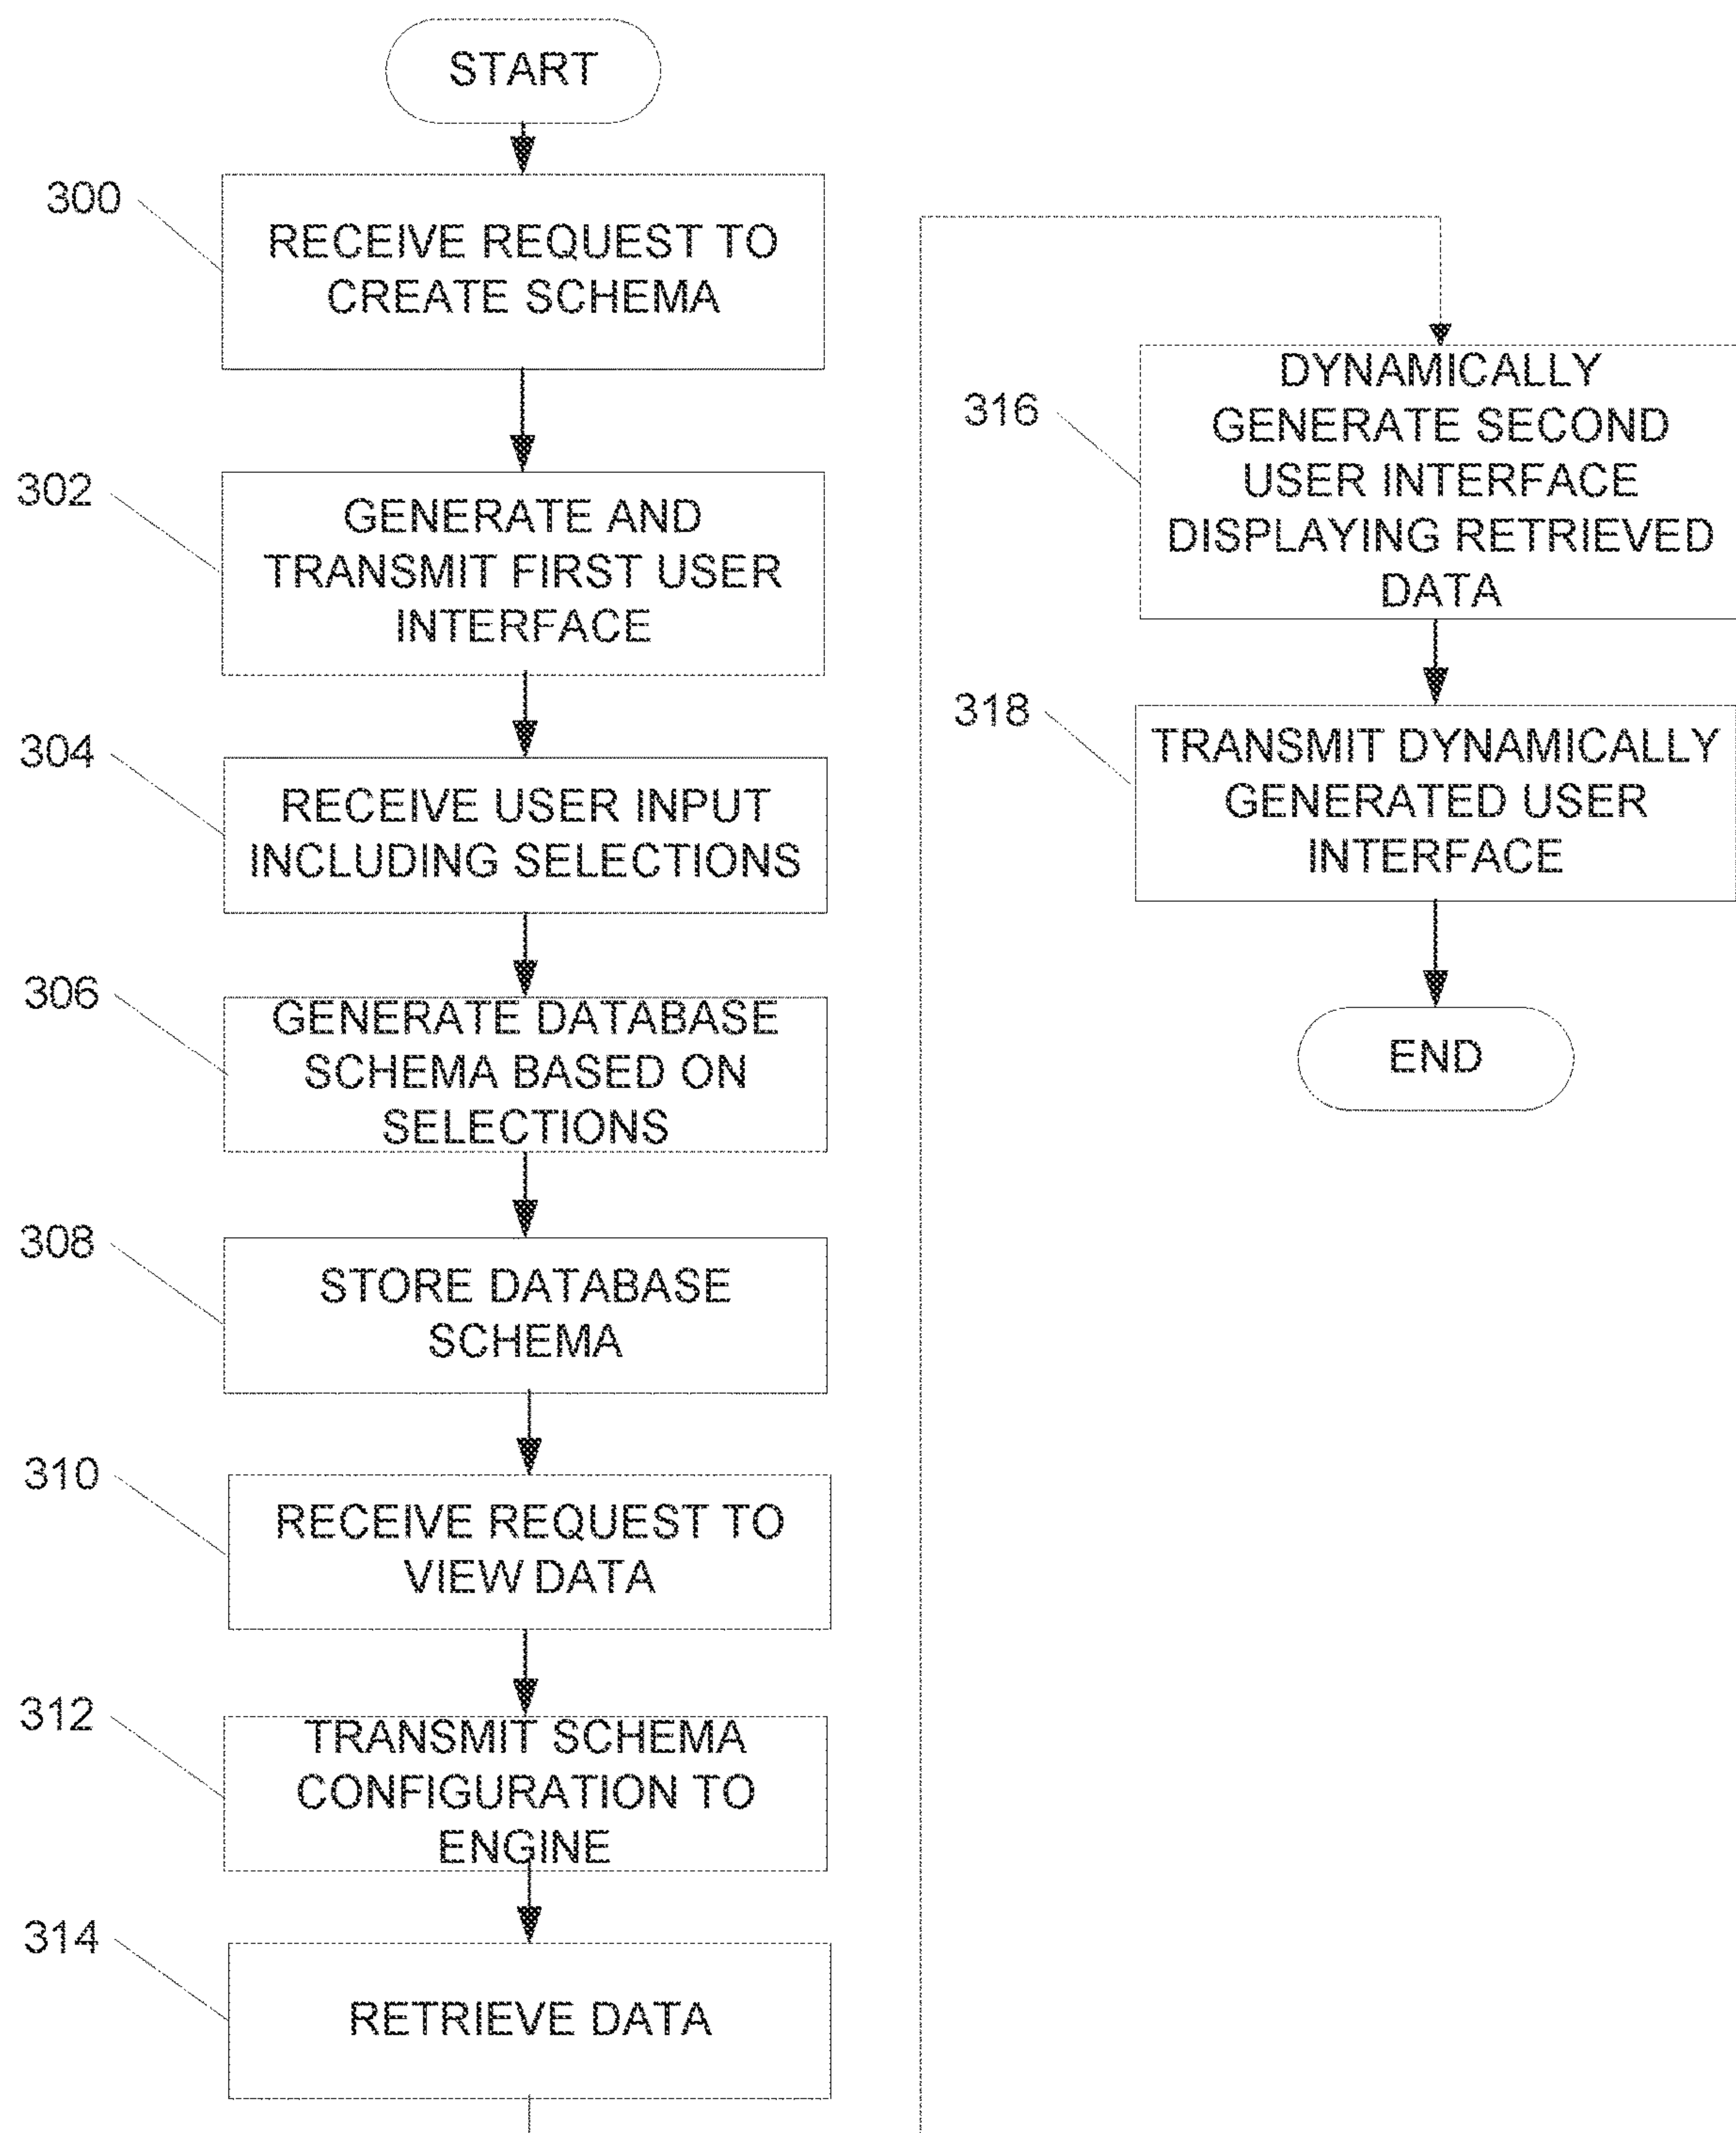 START
300
RECEIVE REQUEST TO
CREATE SCHEMA
302
GENERATE AND
TRANSMIT FIRST USER
INTERFACE
304
RECEIVE USER INPUT
INCLUDING SELECTIONS
306
GENERATE DATABASE
SCHEMA BASED ON
SELECTIONS
308
STORE DATABASE
SCHEMA
310
RECEIVE REQUEST TO
VIEW DATA
312
TRANSMIT SCHEMA
CONFIGURATION TO
ENGINE
314
RETRIEVE DATA
316
DYNAMICALLY
GENERATE SECOND
USER INTERFACE
DISPLAYING RETRIEVED
DATA
318
TRANSMIT DYNAMICALLY
GENERATED USER
INTERFACE
END